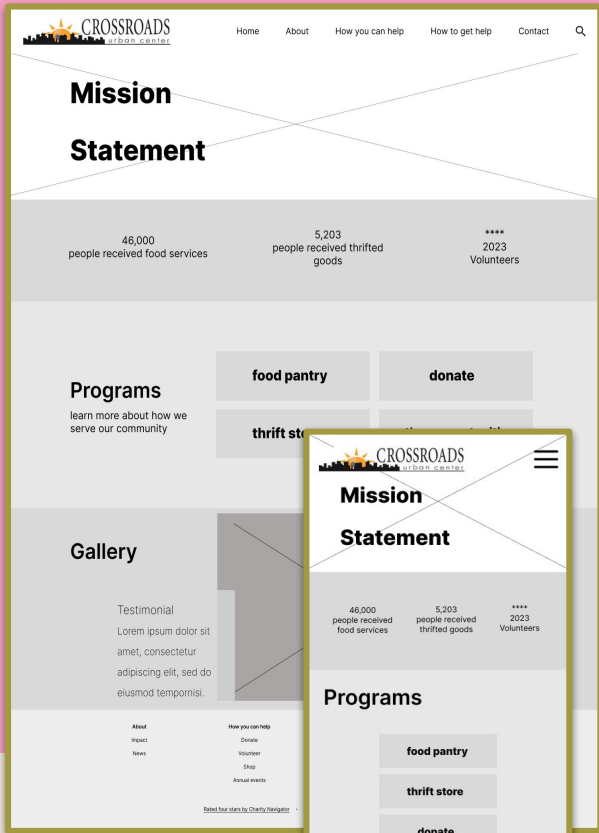 CROSSROADS
urban center
Home About How you can help How to get help Contact
Mission
Statement
46,000
people received food services
5,203
people received thrifted
goods
****
2023
Volunteers
Programs
learn more about how we
serve our community
food pantry
donate
thrift sto
Gallery
Testimonial
Lorem ipsum dolor sit
amet, consectetur
adipiscing elit, sed do
eiusmod tempornisi.
About
Impact
News
How you can help
Donate
Volunteer
Shop
Annual events
Rated four stars by Charity Navigator
CROSSROADS
urban center
Mission
Statement
46,000
people received
food services
5,203
people received
thrifted goods
****
2023
Volunteers
Programs
food pantry
thrift store
donate